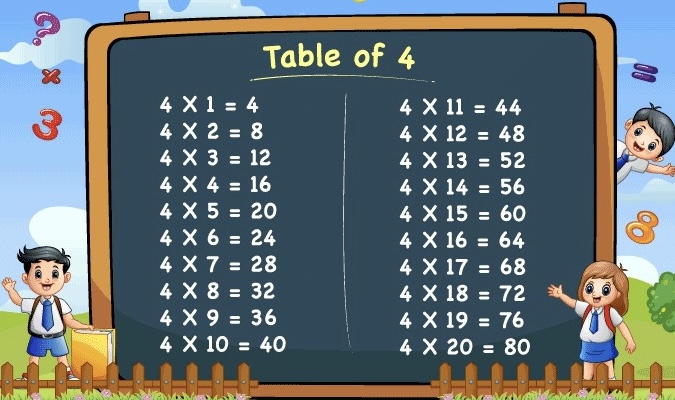 Table of 4
4 X 1 = 4
4 X 2 = 8
4 X 3 = 12
4 X 4 = 16
4 X 5 = 20
4 X 6 = 24
4 X 7 = 28
4 X 8 = 32
4 X 9 = 36
4 X 10 = 40
4 X 11 = 44
4 X 12 = 48
4 X 13 = 52
4 X 14 = 56
4 X 15 = 60
4 X 16 = 64
4 X 17 = 68
4 X 18 = 72
4 X 19 = 76
4 X 20 = 80
?
×
3
=
8